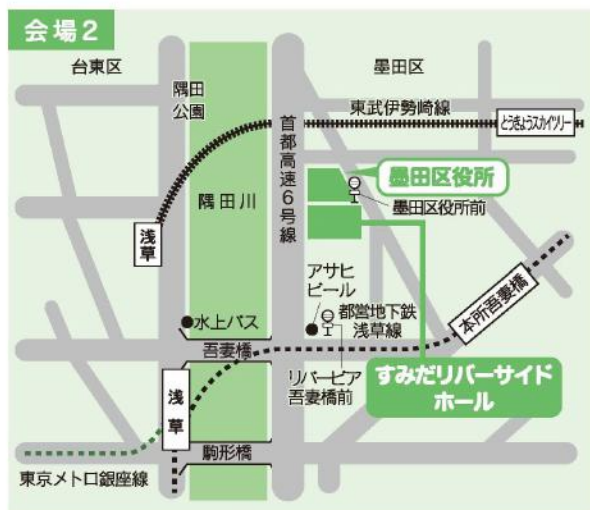 会場2
台東区
墨田区
隅田
公園
東武伊勢崎線
とうきょうスカイツリー
首都高速6号線
墨田区役所
墨田区役所前
隅田川
浅草
アサヒ
ビール
都営地下鉄
浅草線
本所吾妻橋
水上バス
吾妻橋
リバーピア
吾妻橋前
すみだリバーサイド
ホール
浅草
駒形橋
東京メトロ銀座線